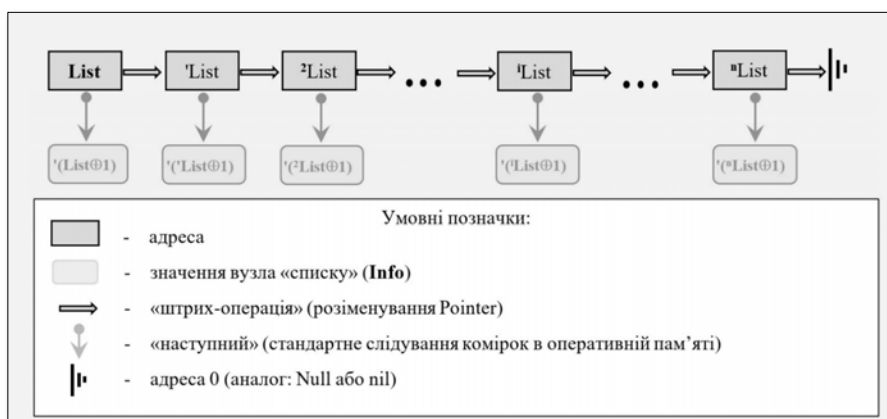 List 'List ²List ... ⁱList ... ⁿList
'(List⊕1) '('List⊕1) '(²List⊕1) '(ⁱList⊕1) '(ⁿList⊕1)
Умовні позначки:
- адреса
- значення вузла «списку» (Info)
- «штрих-операція» (розіменування Pointer)
- «наступний» (стандартне слідування комірок в оперативній пам’яті)
- адреса 0 (аналог: Null або nil)